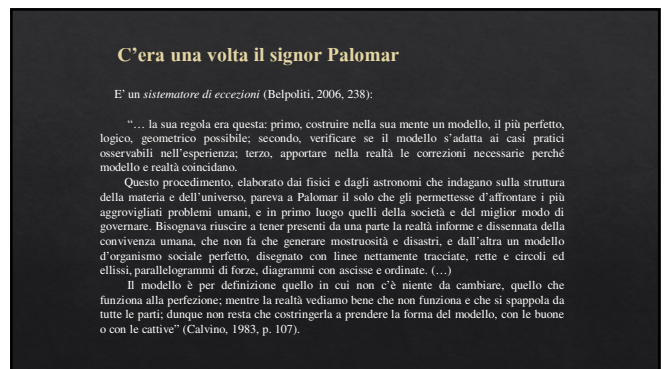 C’era una volta il signor Palomar
E’ un sistematore di eccezioni (Belpoliti, 2006, 238):
“… la sua regola era questa: primo, costruire nella sua mente un modello, il più perfetto,
logico, geometrico possibile; secondo, verificare se il modello s’adatta ai casi pratici
osservabili nell’esperienza; terzo, apportare nella realtà le correzioni necessarie perché
modello e realtà coincidano.
Questo procedimento, elaborato dai fisici e dagli astronomi che indagano sulla struttura
della materia e dell’universo, pareva a Palomar il solo che gli permettesse d’affrontare i più
aggrovigliati problemi umani, e in primo luogo quelli della società e del miglior modo di
governare. Bisognava riuscire a tener presenti da una parte la realtà informe e dissennata della
convivenza umana, che non fa che generare mostruosità e disastri, e dall’altra un modello
d’organismo sociale perfetto, disegnato con linee nettamente tracciate, rette e circoli ed
ellissi, parallelogrammi di forze, diagrammi con ascisse e ordinate. (…)
Il modello è per definizione quello in cui non c’è niente da cambiare, quello che
funziona alla perfezione; mentre la realtà vediamo bene che non funziona e che si spappola da
tutte le parti; dunque non resta che costringerla a prendere la forma del modello, con le buone
o con le cattive” (Calvino, 1983, p. 107).